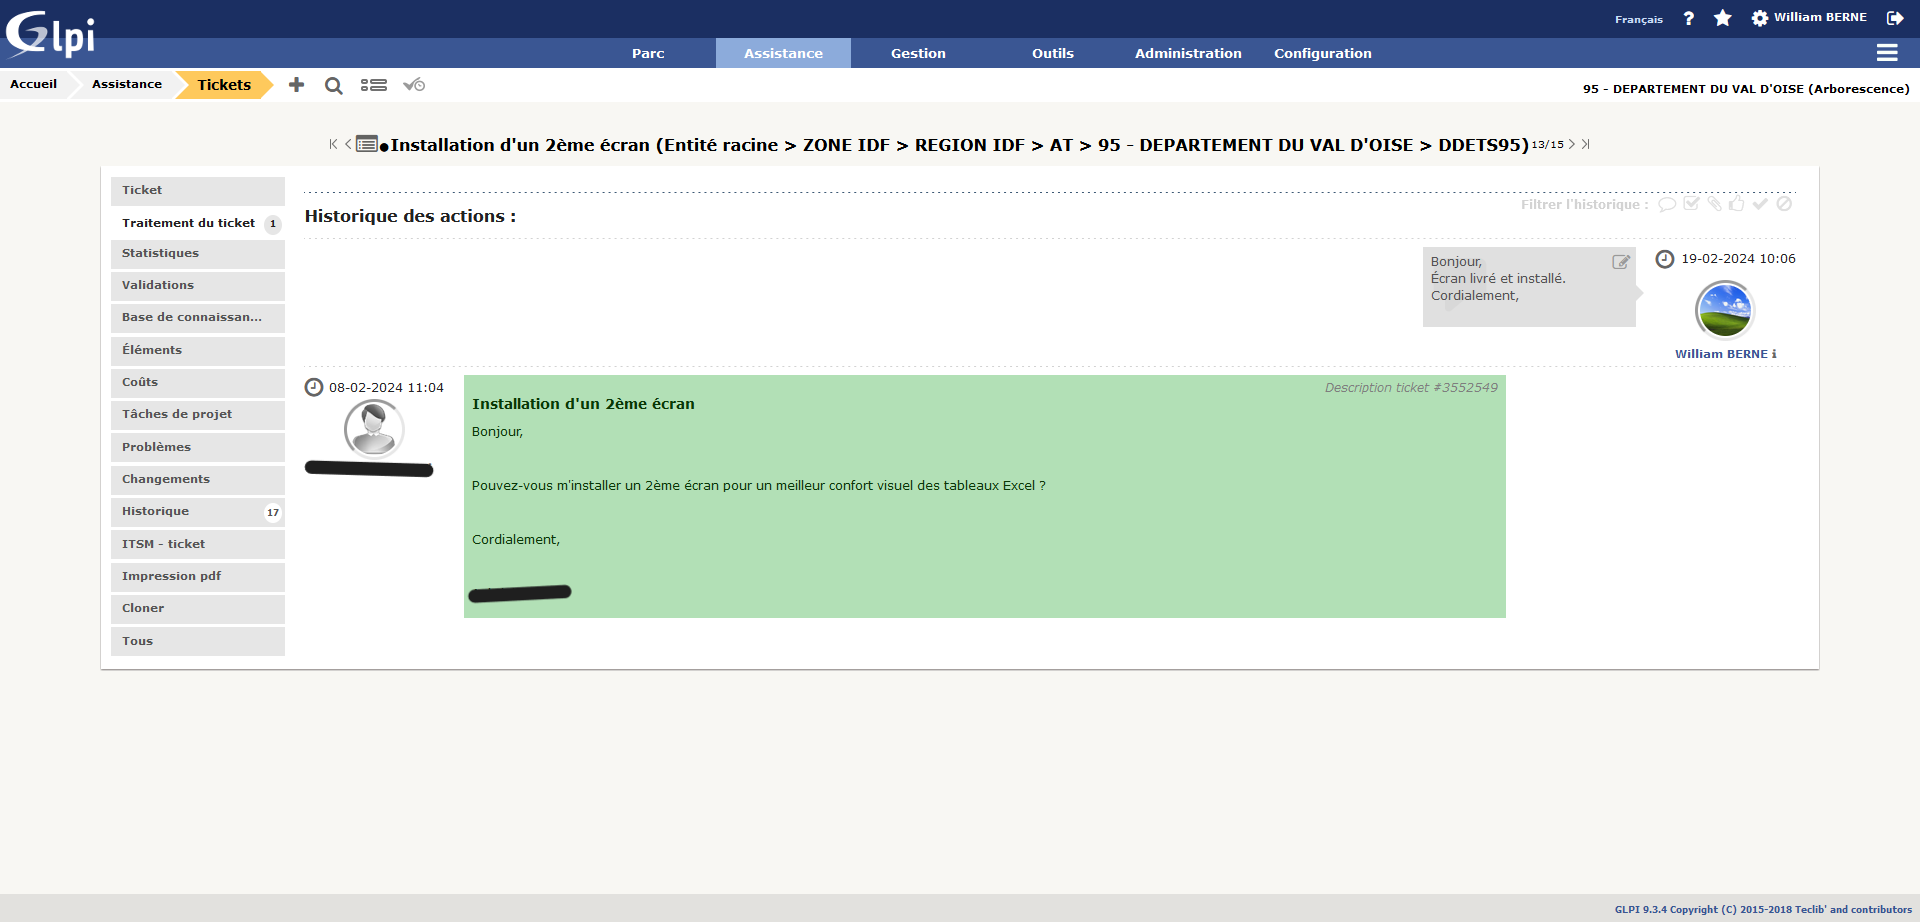 Glpi
Français ? William BERNE
Parc Assistance Gestion Outils Administration Configuration
Accueil Assistance Tickets
95 - DEPARTEMENT DU VAL D'OISE (Arborescence)
Installation d'un 2ème écran (Entité racine > ZONE IDF > REGION IDF > AT > 95 - DEPARTEMENT DU VAL D'OISE > DDETS95) 13/15
Ticket
Traitement du ticket 1
Statistiques
Validations
Base de connaissan...
Éléments
Coûts
Tâches de projet
Problèmes
Changements
Historique 17
ITSM - ticket
Impression pdf
Cloner
Tous
Filtrer l'historique :
Historique des actions :
Bonjour,
Écran livré et installé.
Cordialement,
19-02-2024 10:06
William BERNE
08-02-2024 11:04
Description ticket #3552549
Installation d'un 2ème écran
Bonjour,
Pouvez-vous m'installer un 2ème écran pour un meilleur confort visuel des tableaux Excel ?
Cordialement,
GLPI 9.3.4 Copyright (C) 2015-2018 Teclib' and contributors